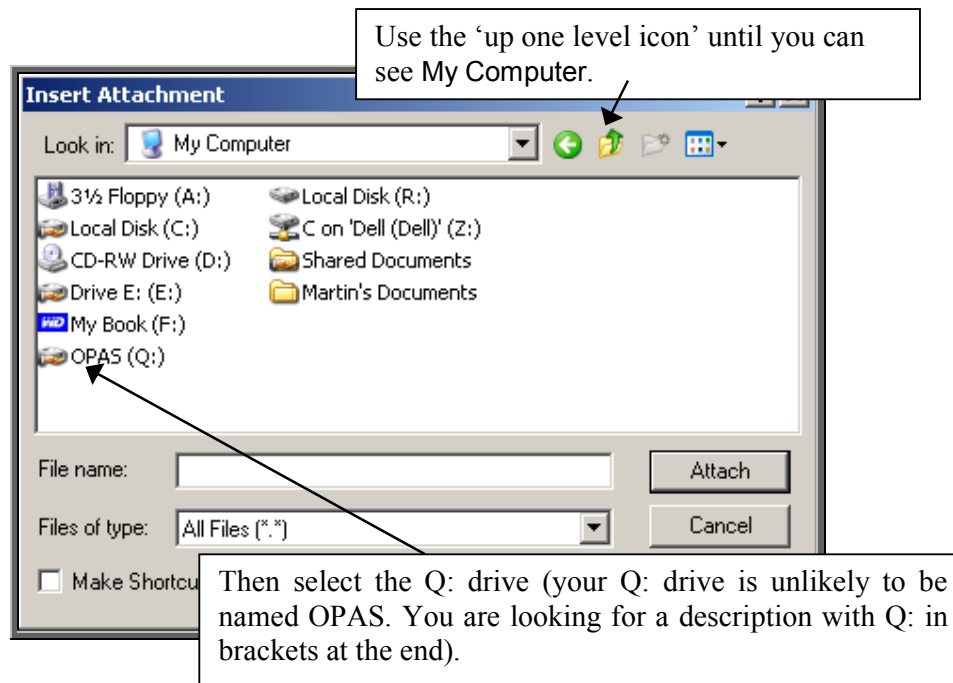 Use the ‘up one level icon’ until you can
see My Computer.
Insert Attachment
Look in: My Computer
3½ Floppy (A:)
Local Disk (C:)
CD-RW Drive (D:)
Drive E: (E:)
WD My Book (F:)
OPAS (Q:)
Local Disk (R:)
C on 'Dell (Dell)' (Z:)
Shared Documents
Martin's Documents
File name:
Attach
Files of type: All Files (*.*)
Cancel
Make
Then select the Q: drive (your Q: drive is unlikely to be
named OPAS. You are looking for a description with Q: in
brackets at the end).